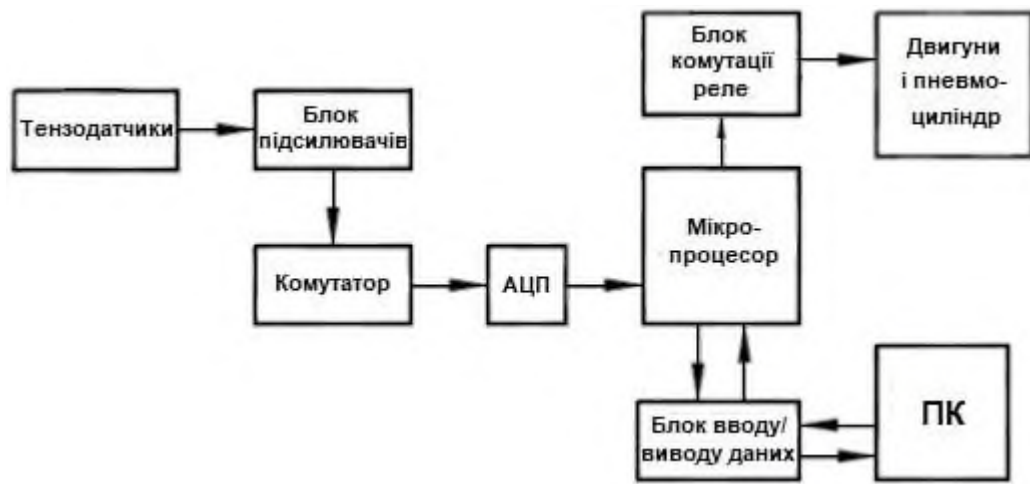 Тензодатчики
Блок
підсилювачів
Комутатор
АЦП
Мікро-
процесор
Блок
комутації
реле
Двигуни
і пневмо-
циліндр
Блок вводу/
виводу даних
ПК